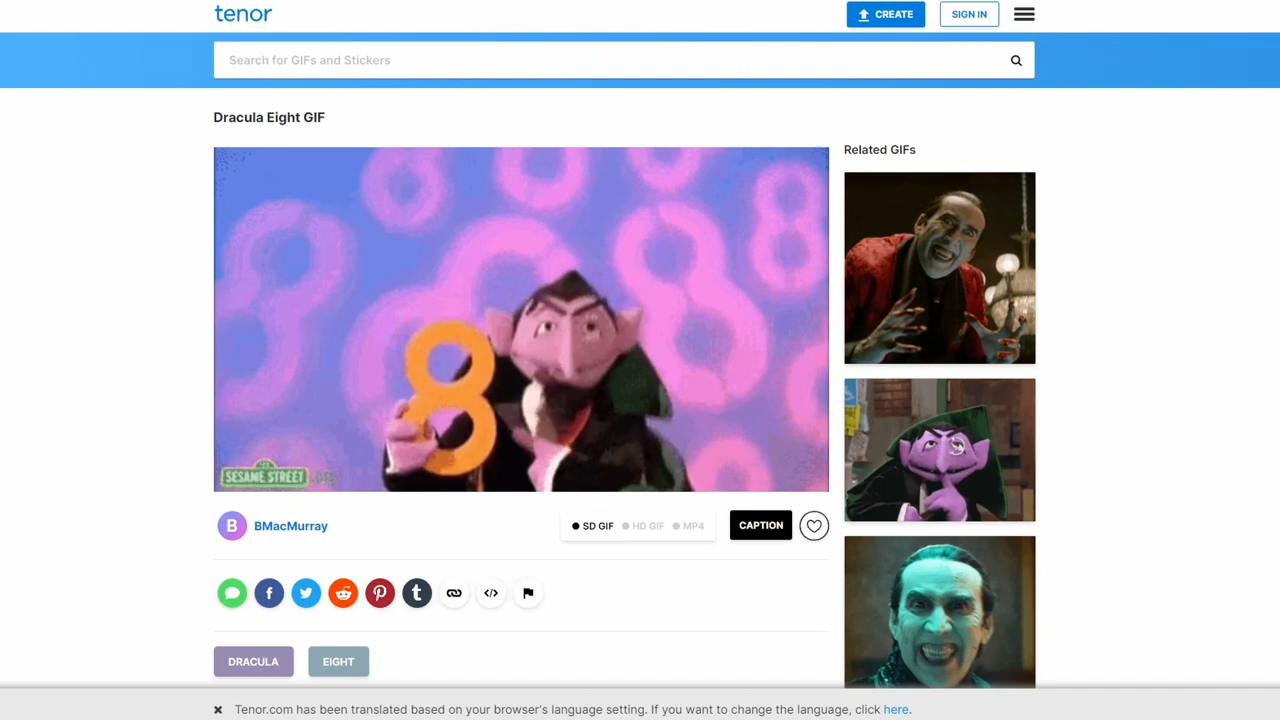 tenor
CREATE
SIGN IN
Search for GIFs and Stickers
Dracula Eight GIF
Related GIFs
8
SESAME STREET
B
BMacMurray
SD GIF
HD GIF
MP4
CAPTION
DRACULA
EIGHT
Tenor.com has been translated based on your browser's language setting. If you want to change the language, click here.